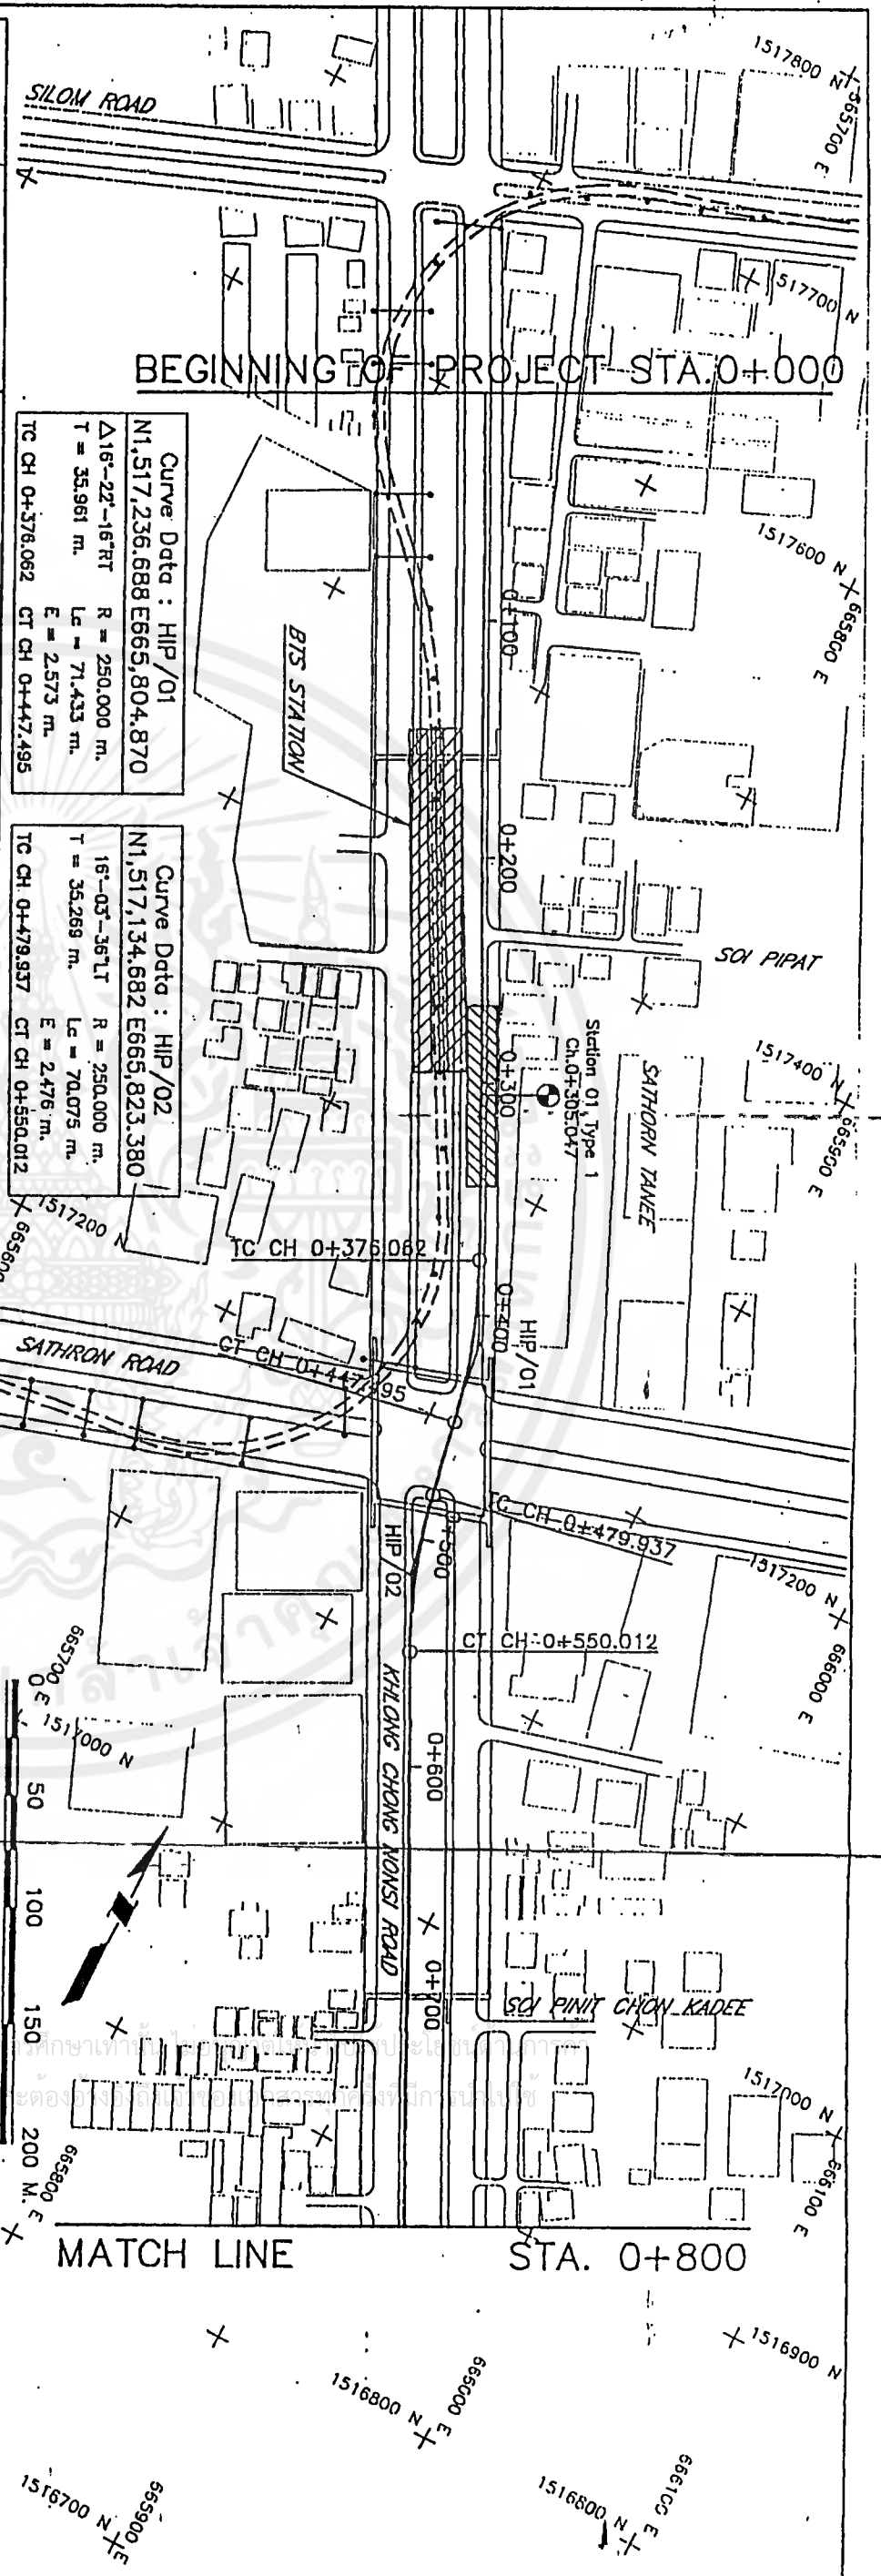 1517800 N
665700 E
SILOM ROAD
517700 N
BEGINNING OF PROJECT STA.0+000
1517600 N
665800 E
0+100
BTS STATION
Curve Data : HIP/01
N1,517,236.688 E665,804.870
Δ16°-22'-16"RT R = 250.000 m.
T = 35.961 m. Lc = 71.433 m.
E = 2.573 m.
TC CH 0+376.062 CT CH 0+447.495
0+200
SOI PIPAT
Curve Data : HIP/02
N1,517,134.682 E665,823.380
16°-03'-36"LT R = 250.000 m.
T = 35.269 m. Lc = 70.075 m.
E = 2.476 m.
TC CH 0+479.937 CT CH 0+550.012
Station 01, Type 1
Ch.0+305.047
0+300
SATHORN TANEE
1517400 N
665900 E
1517200 N
TC CH 0+376.062
0+400
HIP/01
SATHRON ROAD
CT CH 0+447.495
TC CH 0+479.937
HIP/02
1517200 N
666000 E
CT CH 0+550.012
665700 E
1517000 N
KHLONG CHONG NONSI ROAD
0+600
0+700
SOI PINIT CHON KADEE
1517000 N
666100 E
0 50 100 150 200 M.
665800 E
MATCH LINE STA. 0+800
1516900 N
1516800 N
1516800 N
666100 E
1516700 N
665900 E